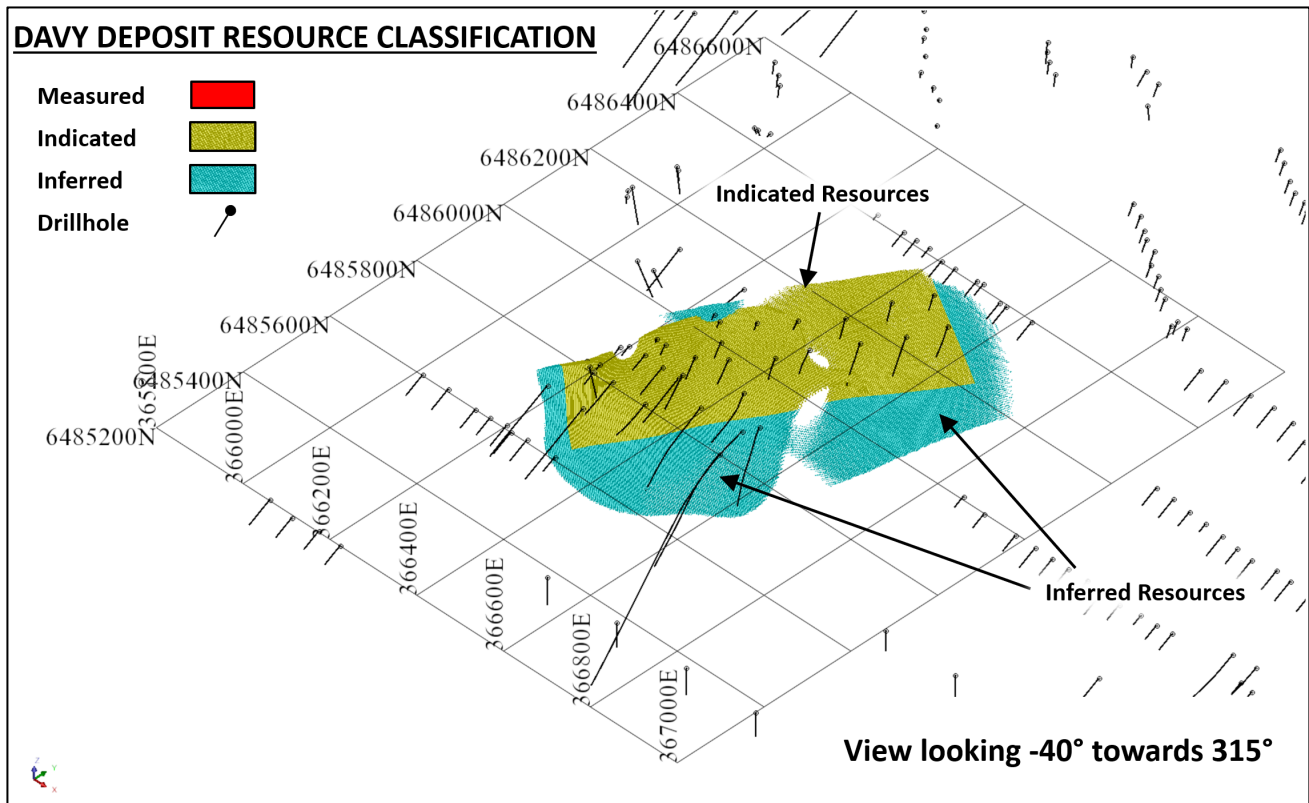 DAVY DEPOSIT RESOURCE CLASSIFICATION
Measured
Indicated
Inferred
Drillhole
6486600N
6486400N
6486200N
6486000N
6485800N
6485600N
6485400N
6485200N
366000E
366200E
366400E
366600E
366800E
367000E
Indicated Resources
Inferred Resources
View looking -40° towards 315°
Z
Y
X